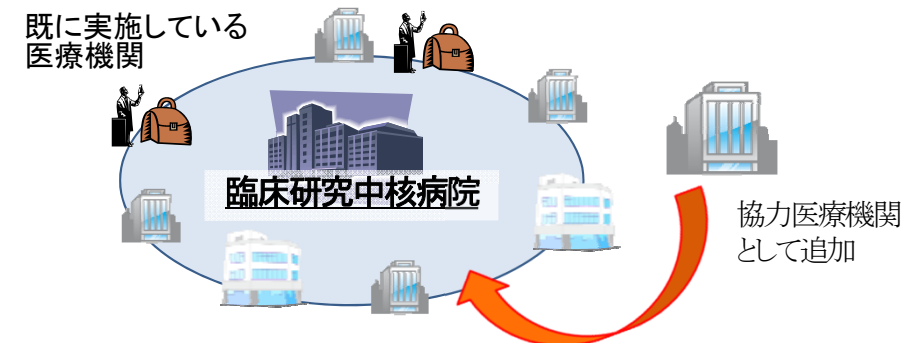 既に実施している
医療機関
臨床研究中核病院
協力医療機関
として追加